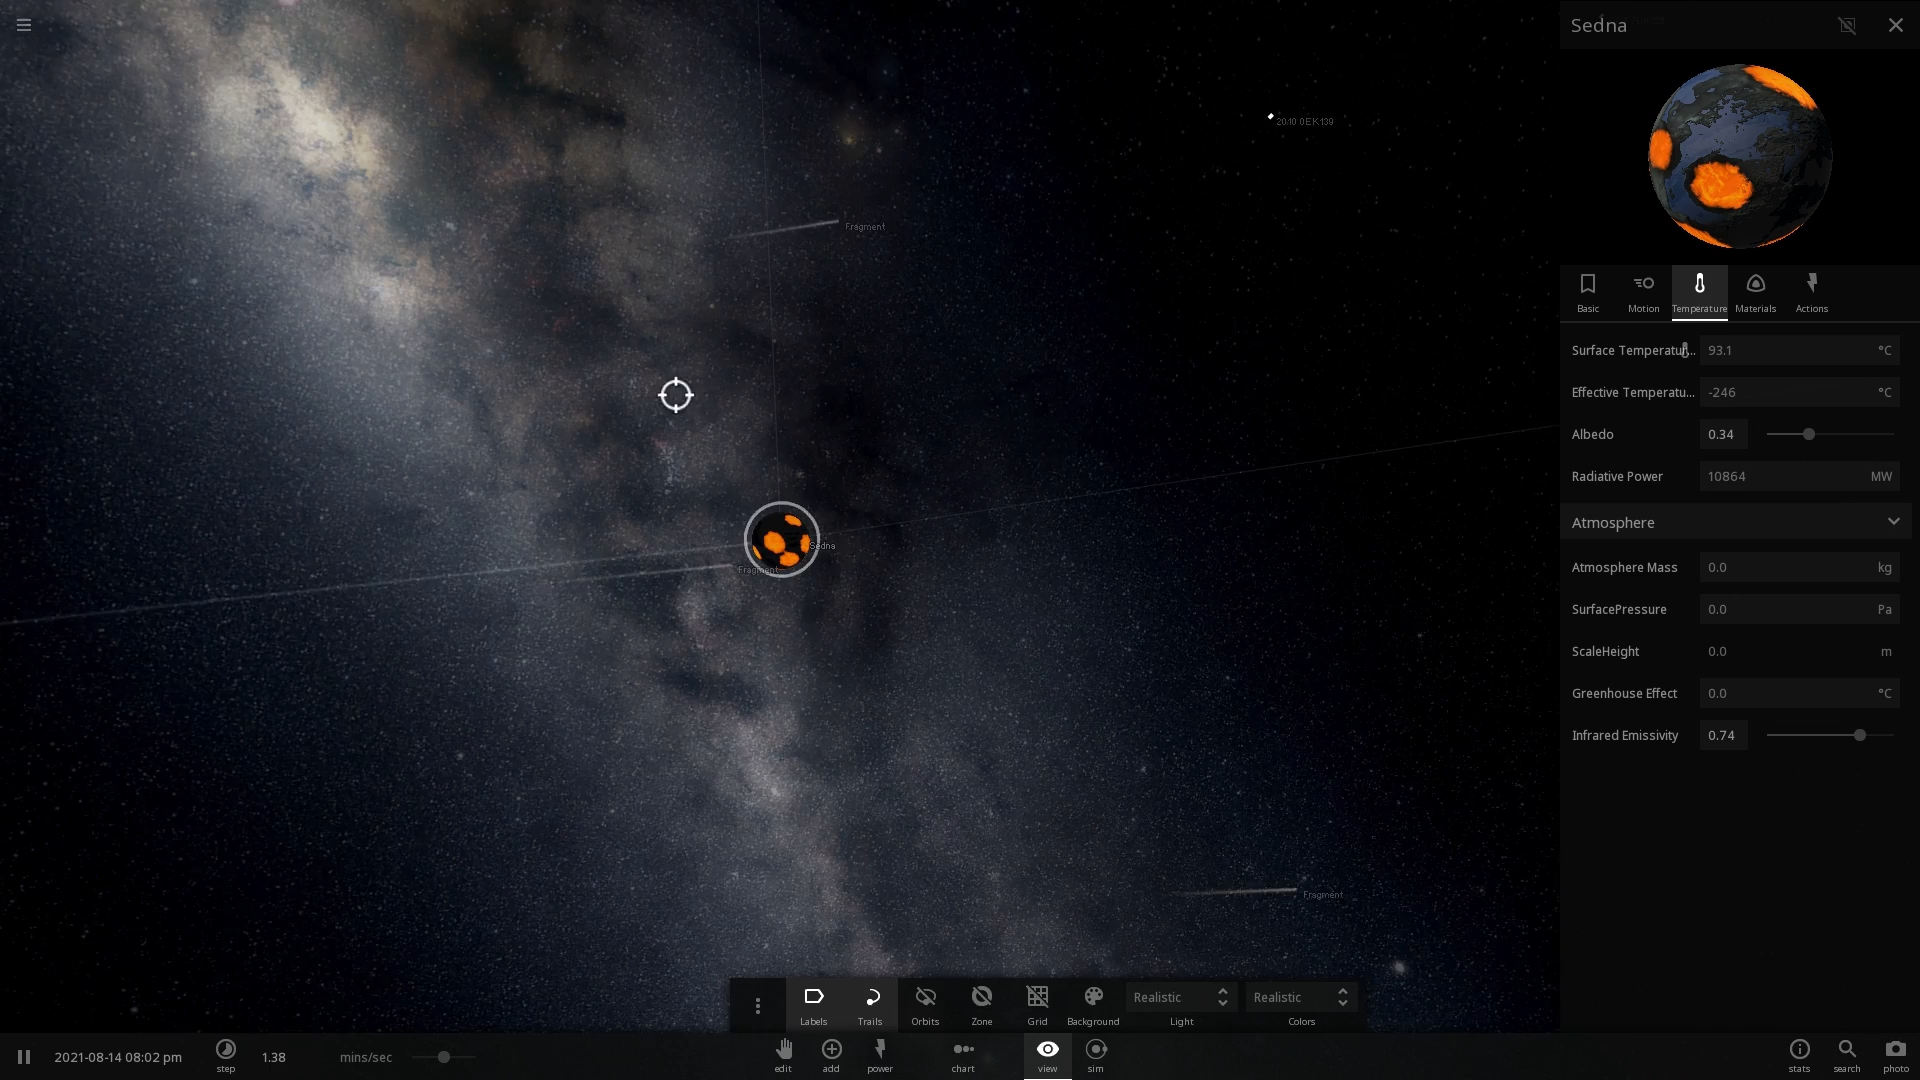 Sedna
2010 OEK139
Fragment
Sedna
Fragment
Fragment
Basic
Motion
Temperature
Materials
Actions
Surface Temperatur... 93.1 °C
Effective Temperatu... -246 °C
Albedo 0.34
Radiative Power 10864 MW
Atmosphere
Atmosphere Mass 0.0 kg
SurfacePressure 0.0 Pa
ScaleHeight 0.0 m
Greenhouse Effect 0.0 °C
Infrared Emissivity 0.74
Labels
Trails
Orbits
Zone
Grid
Background
Realistic
Light
Realistic
Colors
2021-08-14 08:02 pm
step
1.38
mins/sec
edit
add
power
chart
view
sim
stats
search
photo